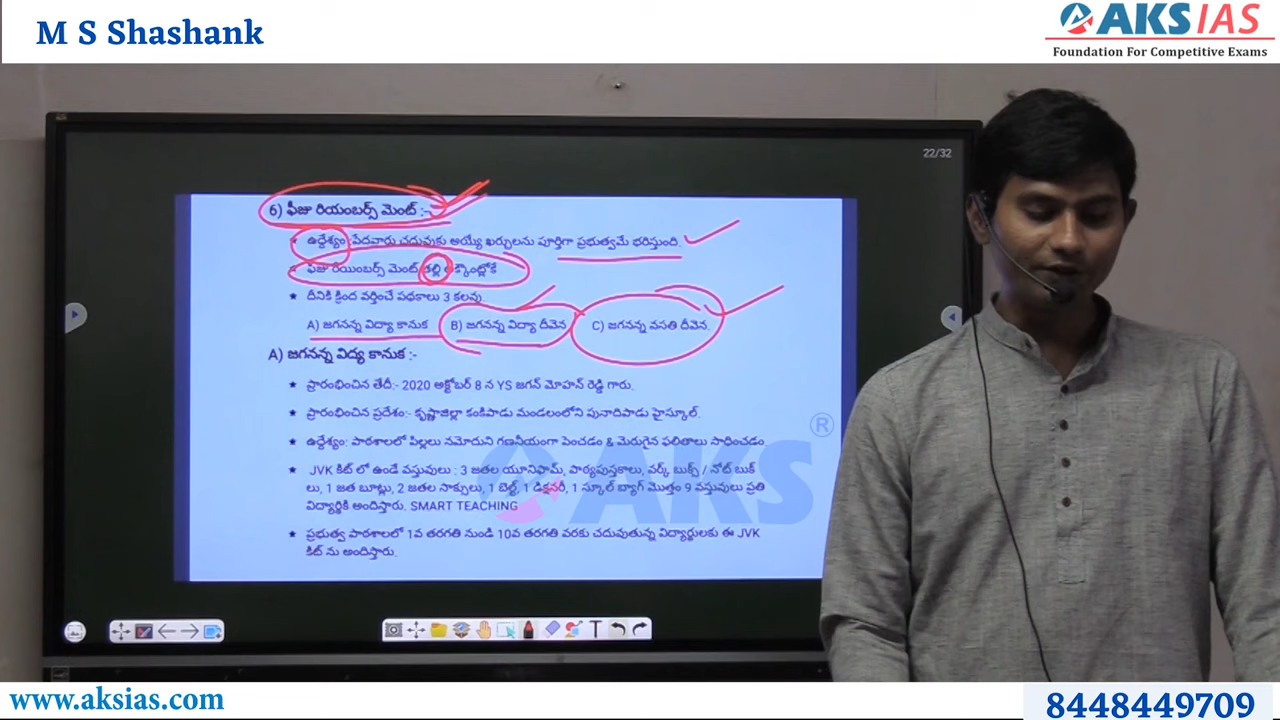 M S Shashank
AKS IAS
Foundation For Competitive Exams
22/32
6) ఫీజు రియంబర్స్ మెంట్ :-
★ ఉద్దేశ్యం: పేదవారు చదువుకు అయ్యే ఖర్చులను పూర్తిగా ప్రభుత్వమే భరిస్తుంది.
★ ఫీజు రియింబర్స్ మెంట్ తల్లి అక్కౌంట్లోకే
★ దీనికి క్రింద వర్తించే పథకాలు 3 కలవు.
A) జగనన్న విద్యా కానుక B) జగనన్న విద్యా దీవెన C) జగనన్న వసతి దీవెన.
A) జగనన్న విద్య కానుక :-
★ ప్రారంభించిన తేదీ:- 2020 అక్టోబర్ 8 న YS జగన్ మోహన్ రెడ్డి గారు.
★ ప్రారంభించిన ప్రదేశం:- కృష్ణాజిల్లా కంకిపాడు మండలంలోని పునాదిపాడు హైస్కూల్.
★ ఉద్దేశ్యం: పాఠశాలలో పిల్లలు నమోదుని గణనీయంగా పెంచడం & మెరుగైన ఫలితాలు సాధించడం.
★ JVK కిట్ లో ఉండే వస్తువులు : 3 జతల యూనిఫామ్, పాఠ్యపుస్తకాలు, వర్క్ బుక్స్ / నోట్ బుక్
లు, 1 జత బూట్లు, 2 జతల సాక్సులు, 1 బెల్ట్, 1 డిక్షనరీ, 1 స్కూల్ బ్యాగ్ మొత్తం 9 వస్తువులు ప్రతి
విద్యార్థికి అందిస్తారు. SMART TEACHING
★ ప్రభుత్వ పాఠశాలలో 1వ తరగతి నుండి 10వ తరగతి వరకు చదువుతున్న విద్యార్థులకు ఈ JVK
కిట్ ను అందిస్తారు.
AKS ®
www.aksias.com
8448449709